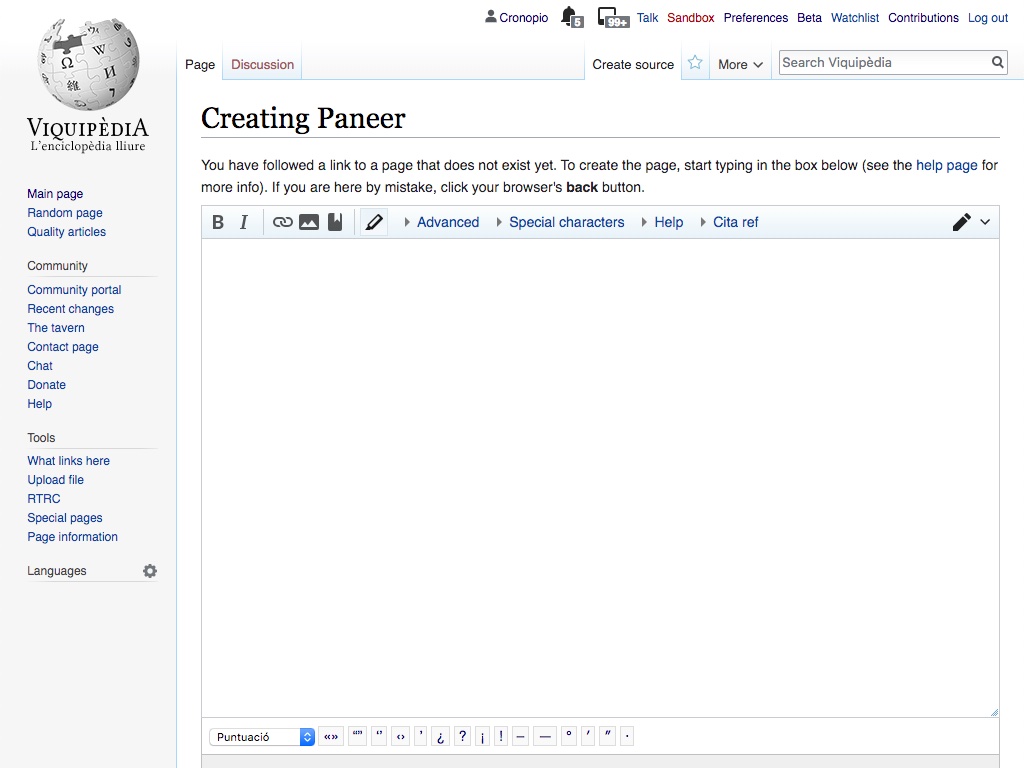 Cronopio 5 99+ Talk Sandbox Preferences Beta Watchlist Contributions Log out
Page Discussion Create source More Search Viquipèdia
VIQUIPÈDIA
L'enciclopèdia lliure
Creating Paneer
You have followed a link to a page that does not exist yet. To create the page, start typing in the box below (see the help page for
more info). If you are here by mistake, click your browser's back button.
B I Advanced Special characters Help Cita ref
Main page
Random page
Quality articles
Community
Community portal
Recent changes
The tavern
Contact page
Chat
Donate
Help
Tools
What links here
Upload file
RTRC
Special pages
Page information
Languages
Puntuació «» “” ‘’ ‹› ’ ¿ ? ¡ ! – — ° ′ ″ ·